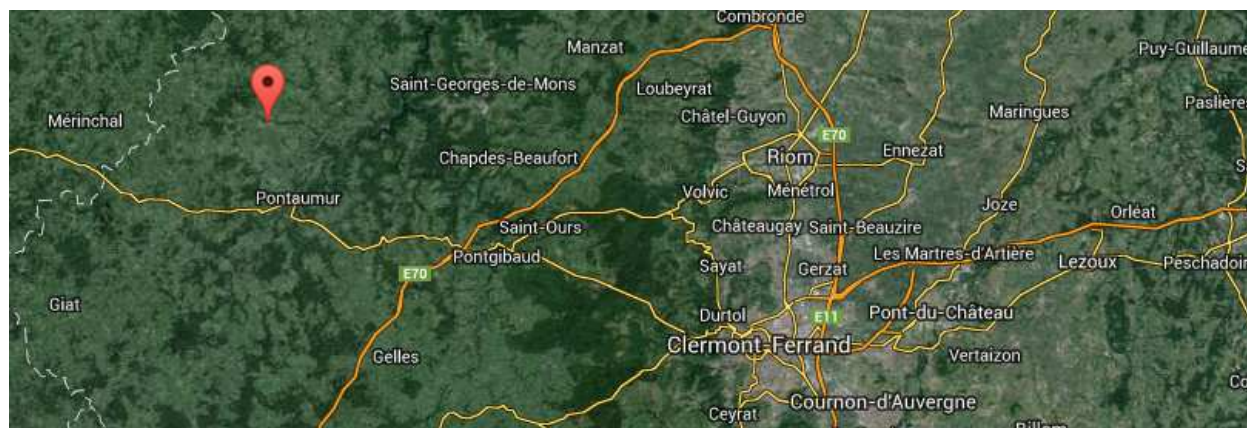 Combronde
Manzat
Puy-Guillaume
Saint-Georges-de-Mons
Loubeyrat
Paslière
Mérinchal
Châtel-Guyon
Maringues
E70
Chapdes-Beaufort
Riom
Ennezat
Volvic
Ménétrol
Pontaumur
Joze
Orléat
Saint-Ours
Châteaugay
Saint-Beauzire
Pontgibaud
Les Martres-d'Artière
Sayat
Gerzat
Lezoux
Peschadoir
E70
Giat
Durtol
E11
Pont-du-Château
Clermont-Ferrand
Gelles
Vertaizon
Cournon-d'Auvergne
Ceyrat